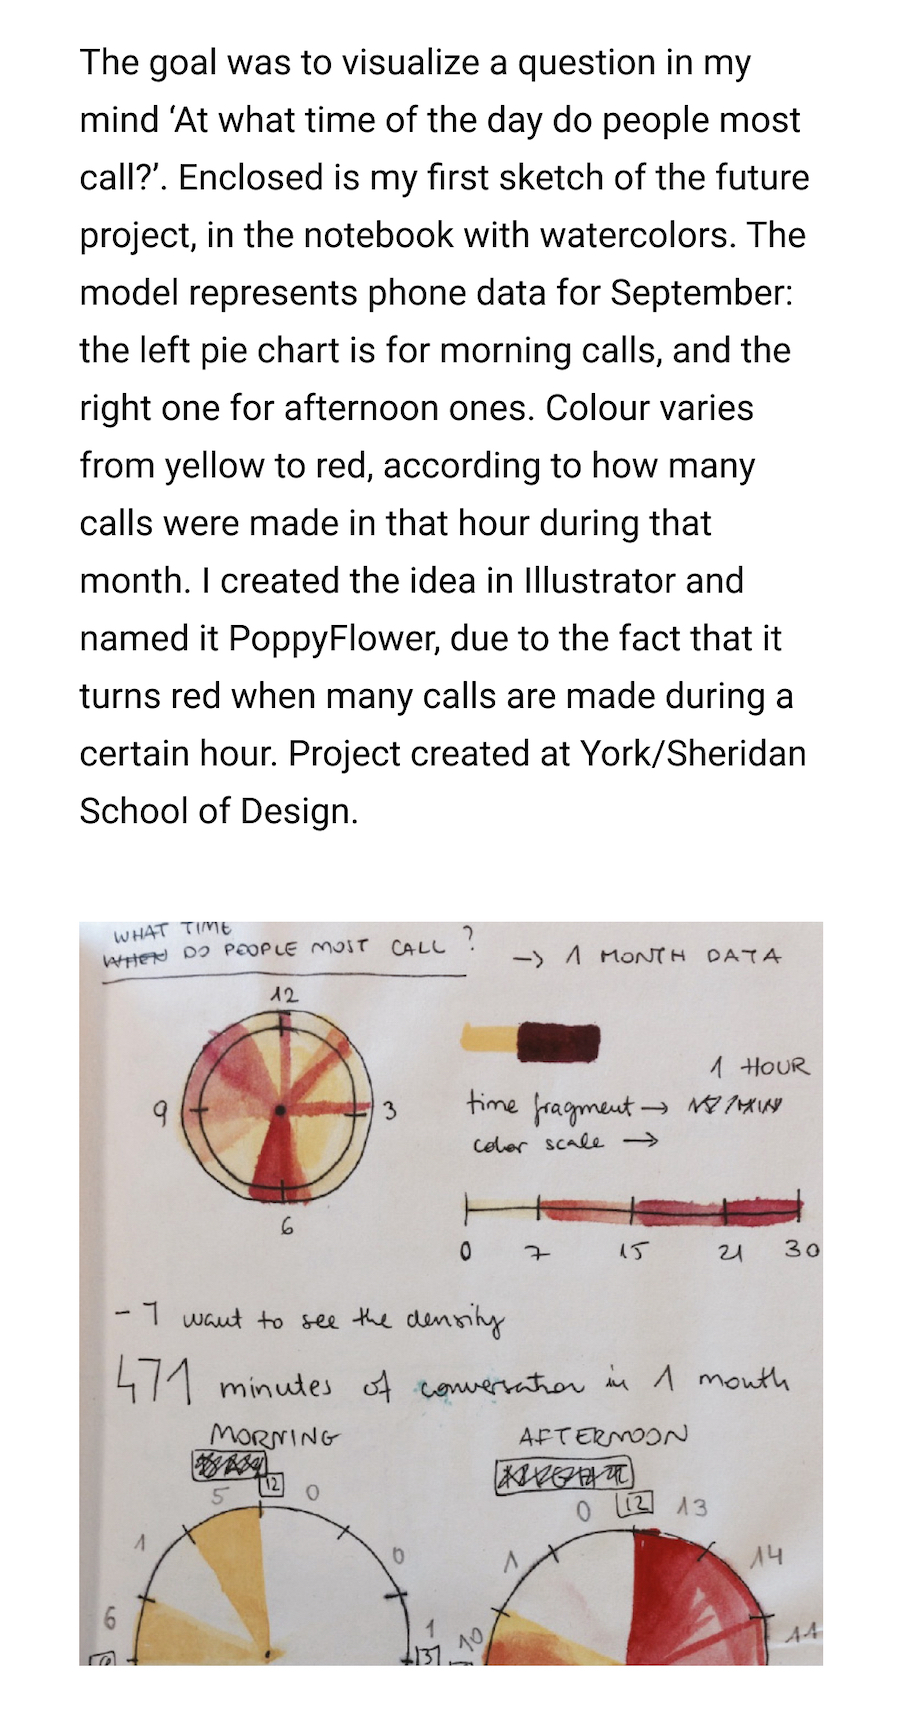 The goal was to visualize a question in my
mind ‘At what time of the day do people most
call?’. Enclosed is my first sketch of the future
project, in the notebook with watercolors. The
model represents phone data for September:
the left pie chart is for morning calls, and the
right one for afternoon ones. Colour varies
from yellow to red, according to how many
calls were made in that hour during that
month. I created the idea in Illustrator and
named it PoppyFlower, due to the fact that it
turns red when many calls are made during a
certain hour. Project created at York/Sheridan
School of Design.
WHAT TIME
WHEN DO PEOPLE MOST CALL ?
-> 1 MONTH DATA
12
9
3
6
1 HOUR
time fragment →
color scale →
0 7 15 21 30
- I want to see the density
471 minutes of conversation in 1 month
MORNING
AFTERNOON
12
5
0
1
0
6
1
3
12
0
13
1
14
10
11